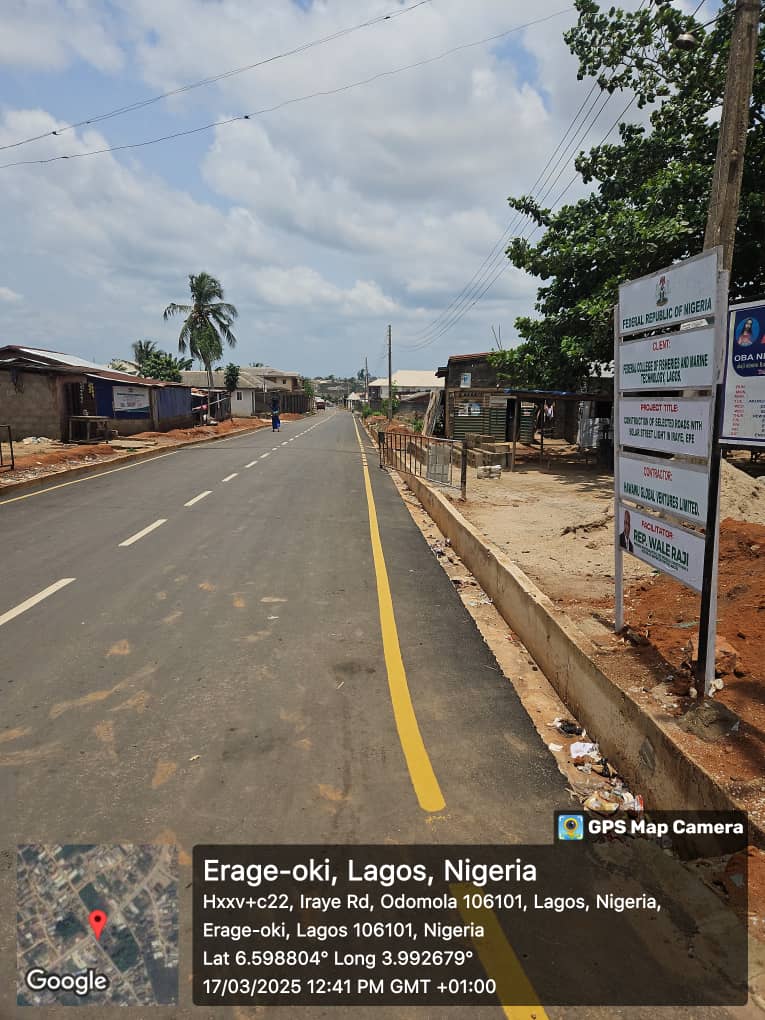 FEDERAL REPUBLIC OF NIGERIA
CLIENT:
FEDERAL COLLEGE OF FISHERIES AND MARINE
TECHNOLOGY, LAGOS.
PROJECT TITLE:
CONSTRUCTION OF SELECTED ROADS WITH
SOLAR STREET LIGHT IN IRAYE, EPE
CONTRACTOR:
HAWAWU GLOBAL VENTURES LIMITED.
FACILITATOR:
REP. WALE RAJI
OBA
GPS Map Camera
Erage-oki, Lagos, Nigeria
Hxxv+c22, Iraye Rd, Odomola 106101, Lagos, Nigeria,
Erage-oki, Lagos 106101, Nigeria
Lat 6.598804° Long 3.992679°
17/03/2025 12:41 PM GMT +01:00
Google